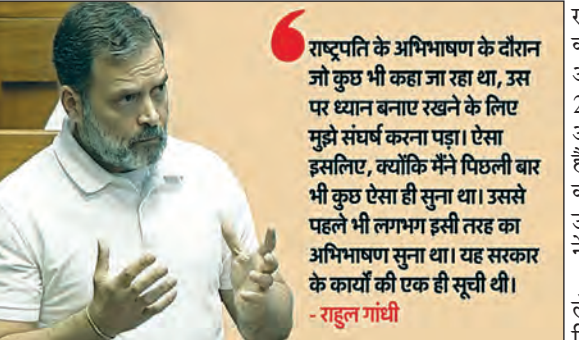 राष्ट्रपति के अभिभाषण के दौरान
जो कुछ भी कहा जा रहा था, उस
पर ध्यान बनाए रखने के लिए
मुझे संघर्ष करना पड़ा। ऐसा
इसलिए, क्योंकि मैंने पिछली बार
भी कुछ ऐसा ही सुना था। उससे
पहले भी लगभग इसी तरह का
अभिभाषण सुना था। यह सरकार
के कार्यों की एक ही सूची थी।
- राहुल गांधी